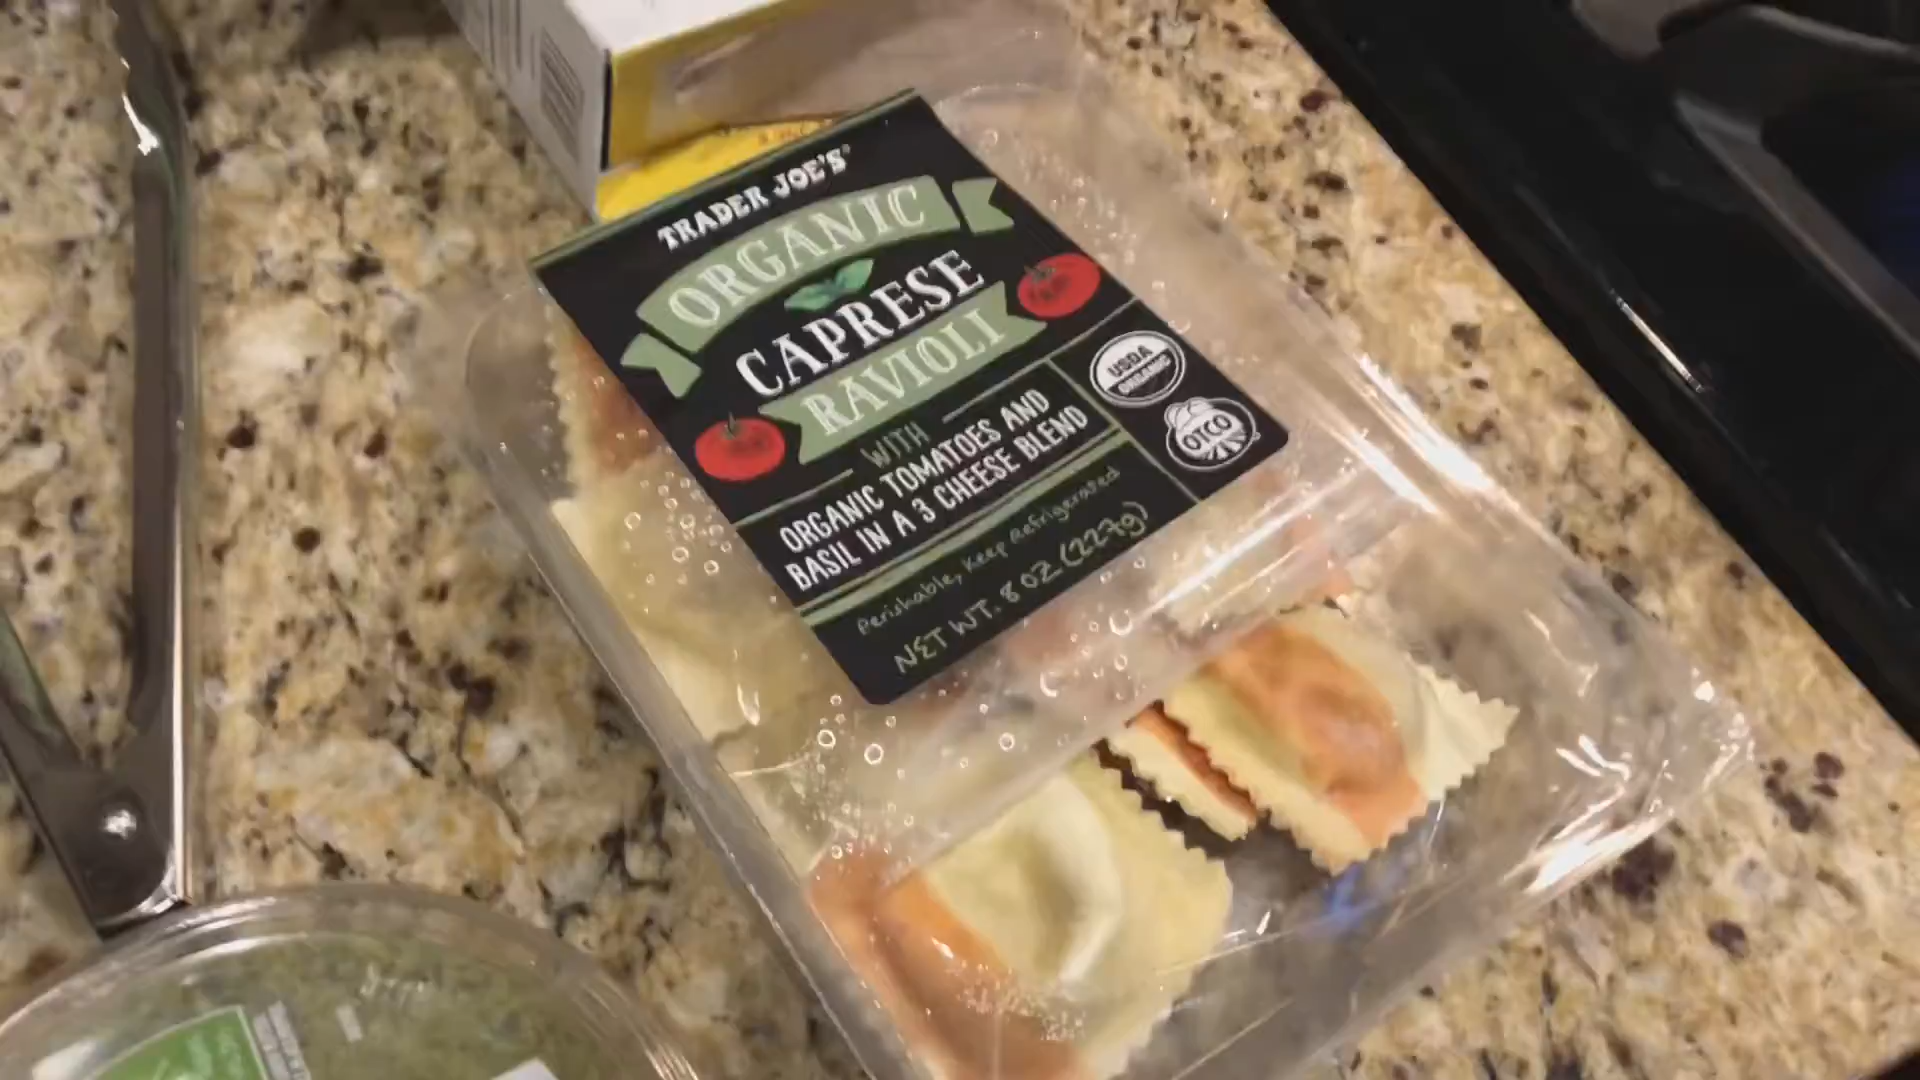 TRADER JOE'S
ORGANIC
CAPRESE
RAVIOLI
WITH
ORGANIC TOMATOES AND
BASIL IN A 3 CHEESE BLEND
Perishable, Keep Refrigerated
NET WT. 8 OZ (227g)
USDA
ORGANIC
OTCO